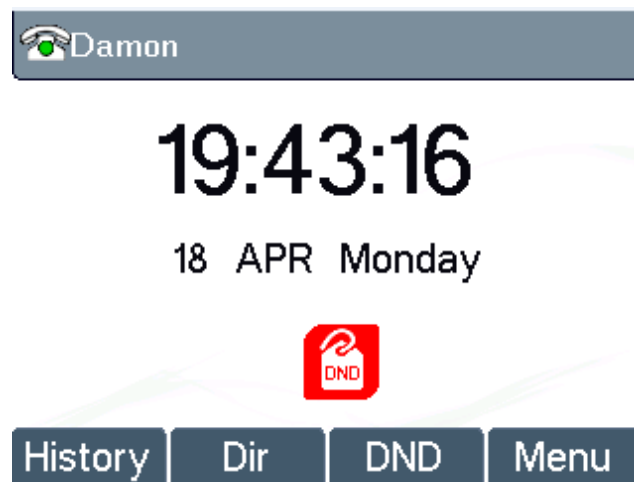 Damon
19:43:16
18 APR Monday
DND
History Dir DND Menu